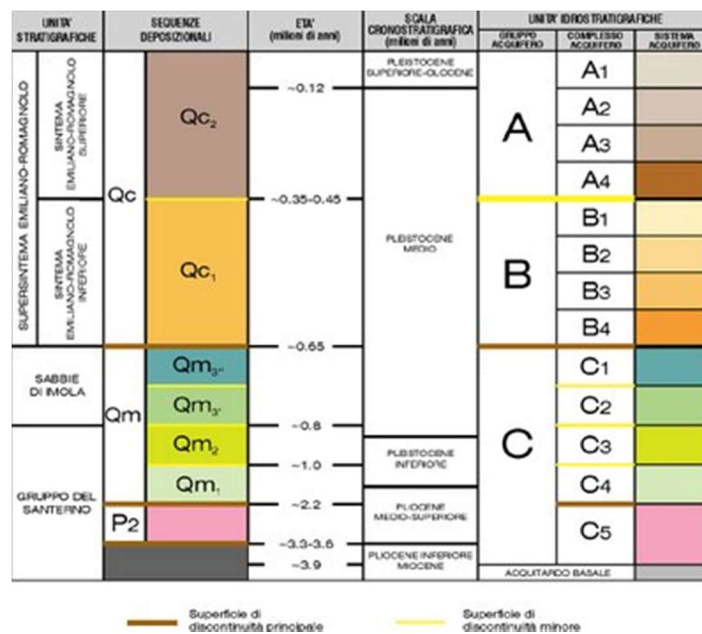 UNITA'
STRATIGRAFICHE
SEQUENZE
DEPOSIZIONALI
ETA'
(milioni di anni)
SCALA
CRONOSTRATIGRAFICA
(milioni di anni)
UNITA' IDROSTRATIGRAFICHE
GRUPPO
ACQUIFERO
COMPLESSO
ACQUIFERO
SISTEMA
ACQUIFERO
SUPERSINTEMA EMILIANO-ROMAGNOLO
SINTEMA
EMILIANO-ROMAGNOLO
SUPERIORE
SINTEMA
EMILIANO-ROMAGNOLO
INFERIORE
SABBIE
DI IMOLA
GRUPPO DEL
SANTERNO
Qc
Qm
P2
Qc2
Qc1
Qm3''
Qm3'
Qm2
Qm1
~0.12
~0.35-0.45
~0.65
~0.8
~1.0
~2.2
~3.3-3.6
~3.9
PLEISTOCENE
SUPERIORE-OLOCENE
PLEISTOCENE
MEDIO
PLEISTOCENE
INFERIORE
PLIOCENE
MEDIO-SUPERIORE
PLIOCENE INFERIORE
MIOCENE
A
B
C
A1
A2
A3
A4
B1
B2
B3
B4
C1
C2
C3
C4
C5
ACQUITARDO BASALE
Superficie di
discontinuità principale
Superficie di
discontinuità minore